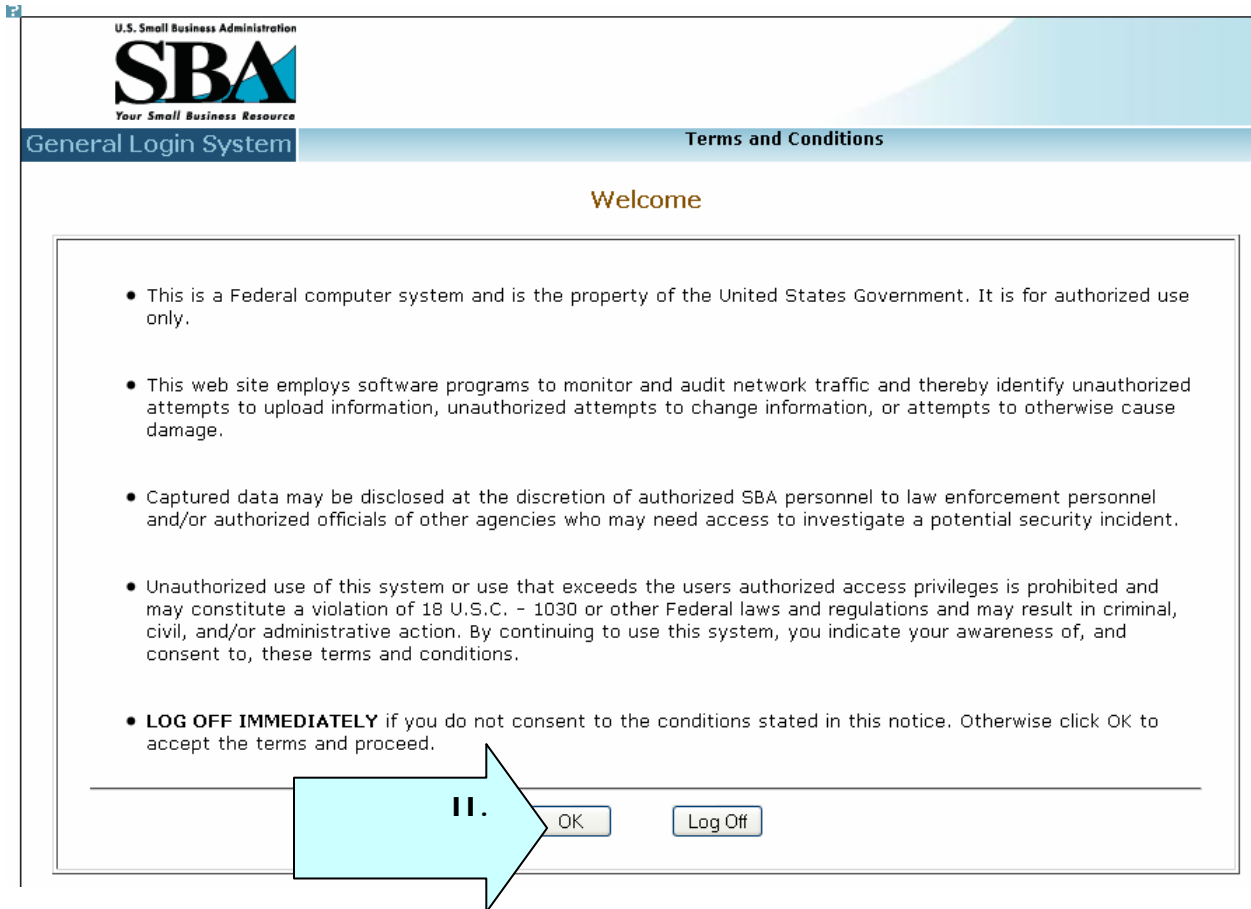 U.S. Small Business Administration
SBA
Your Small Business Resource
General Login System
Terms and Conditions
Welcome
• This is a Federal computer system and is the property of the United States Government. It is for authorized use
only.
• This web site employs software programs to monitor and audit network traffic and thereby identify unauthorized
attempts to upload information, unauthorized attempts to change information, or attempts to otherwise cause
damage.
• Captured data may be disclosed at the discretion of authorized SBA personnel to law enforcement personnel
and/or authorized officials of other agencies who may need access to investigate a potential security incident.
• Unauthorized use of this system or use that exceeds the users authorized access privileges is prohibited and
may constitute a violation of 18 U.S.C. – 1030 or other Federal laws and regulations and may result in criminal,
civil, and/or administrative action. By continuing to use this system, you indicate your awareness of, and
consent to, these terms and conditions.
• LOG OFF IMMEDIATELY if you do not consent to the conditions stated in this notice. Otherwise click OK to
accept the terms and proceed.
II.
OK
Log Off